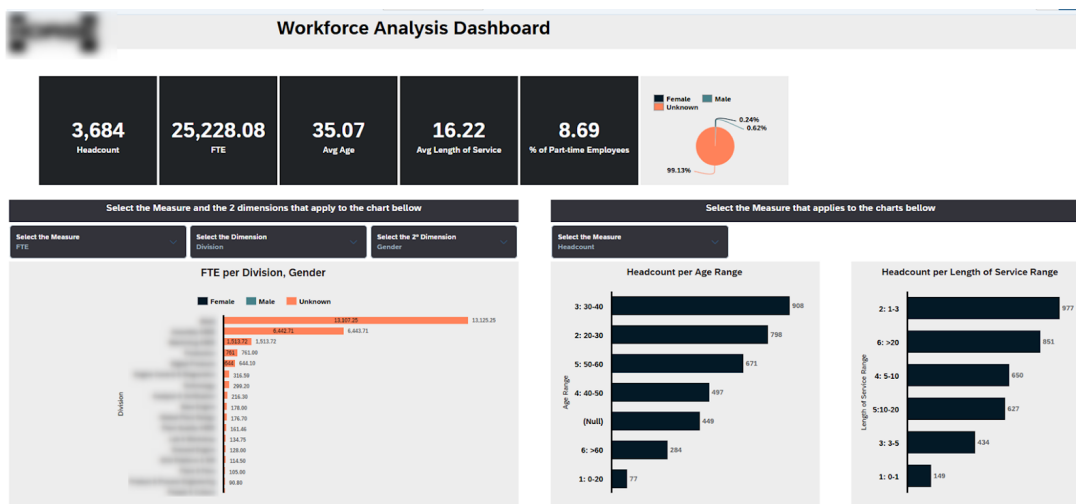 Workforce Analysis Dashboard
3,684
Headcount
25,228.08
FTE
35.07
Avg Age
16.22
Avg Length of Service
8.69
% of Part-time Employees
Female
Male
Unknown
0.24%
0.62%
99.13%
Select the Measure and the 2 dimensions that apply to the chart bellow
Select the Measure
FTE
Select the Dimension
Division
Select the 2º Dimension
Gender
FTE per Division, Gender
Female
Male
Unknown
Division
13,107.25
13,125.25
6,442.71
6,443.71
1,513.72
1,513.72
761
761.00
644
644.10
316.50
299.20
216.30
178.00
176.70
161.46
134.75
128.00
114.50
105.00
90.80
Select the Measure that applies to the charts bellow
Select the Measure
Headcount
Headcount per Age Range
Age Range
3: 30-40
908
2: 20-30
798
5: 50-60
671
4: 40-50
497
(Null)
449
6: >60
284
1: 0-20
77
Headcount per Length of Service Range
Length of Service Range
2: 1-3
977
6: >20
851
4: 5-10
650
5:10-20
627
3: 3-5
434
1: 0-1
149